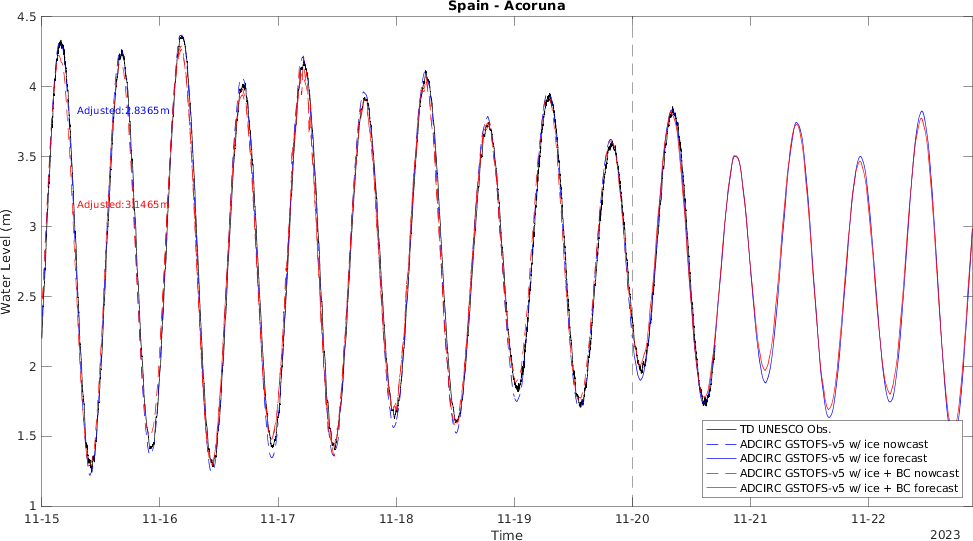 Spain - Acoruna
4.5
4
3.5
3
2.5
2
1.5
1
Water Level (m)
Adjusted:2.8365m
Adjusted:3.1465m
TD UNESCO Obs.
ADCIRC GSTOFS-v5 w/ ice nowcast
ADCIRC GSTOFS-v5 w/ ice forecast
ADCIRC GSTOFS-v5 w/ ice + BC nowcast
ADCIRC GSTOFS-v5 w/ ice + BC forecast
11-15 11-16 11-17 11-18 11-19 11-20 11-21 11-22
Time
2023